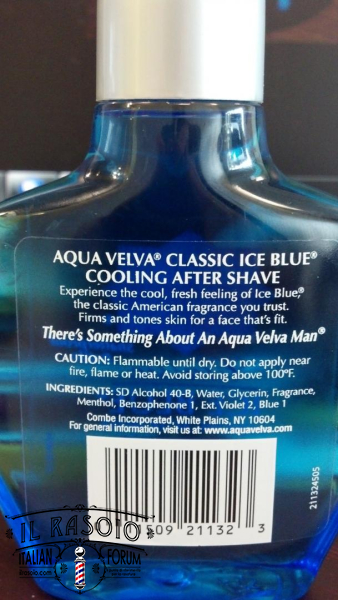 AQUA VELVA® CLASSIC ICE BLUE®
COOLING AFTER SHAVE
Experience the cool, fresh feeling of Ice Blue,®
the classic American fragrance you trust.
Firms and tones skin for a face that's fit.
There's Something About An Aqua Velva Man®
CAUTION: Flammable until dry. Do not apply near
fire, flame or heat. Avoid storing above 100°F.
INGREDIENTS: SD Alcohol 40-B, Water, Glycerin, Fragrance,
Menthol, Benzophenone 1, Ext. Violet 2, Blue 1
Combe Incorporated, White Plains, NY 10604
For general information, visit us at: www.aquavelva.com
509 21132 3
211324505
IL RASOIO
ITALIAN FORUM
ilrasoio.com